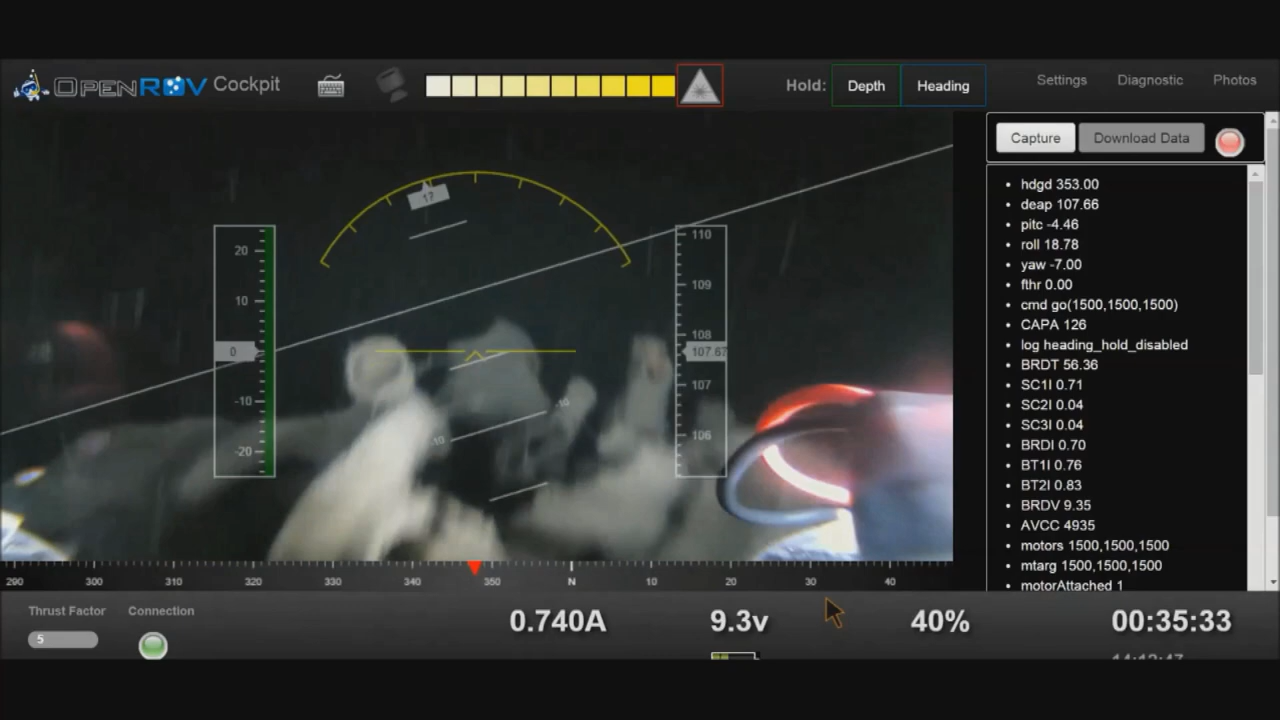 OPENROV Cockpit
Hold: Depth Heading
Settings Diagnostic Photos
Capture Download Data
hdgd 353.00
deap 107.66
pitc -4.46
roll 18.78
yaw -7.00
fthr 0.00
cmd go(1500,1500,1500)
CAPA 126
log heading_hold_disabled
BRDT 56.36
SC1I 0.71
SC2I 0.04
SC3I 0.04
BRDI 0.70
BT1I 0.76
BT2I 0.83
BRDV 9.35
AVCC 4935
motors 1500,1500,1500
mtarg 1500,1500,1500
motorAttached 1
17
20
10
0
-10
-20
110
109
108
107.67
107
106
-10
-10
290 300 310 320 330 340 350 N 10 20 30 40
Thrust Factor
5
Connection
0.740A
9.3v
40%
00:35:33